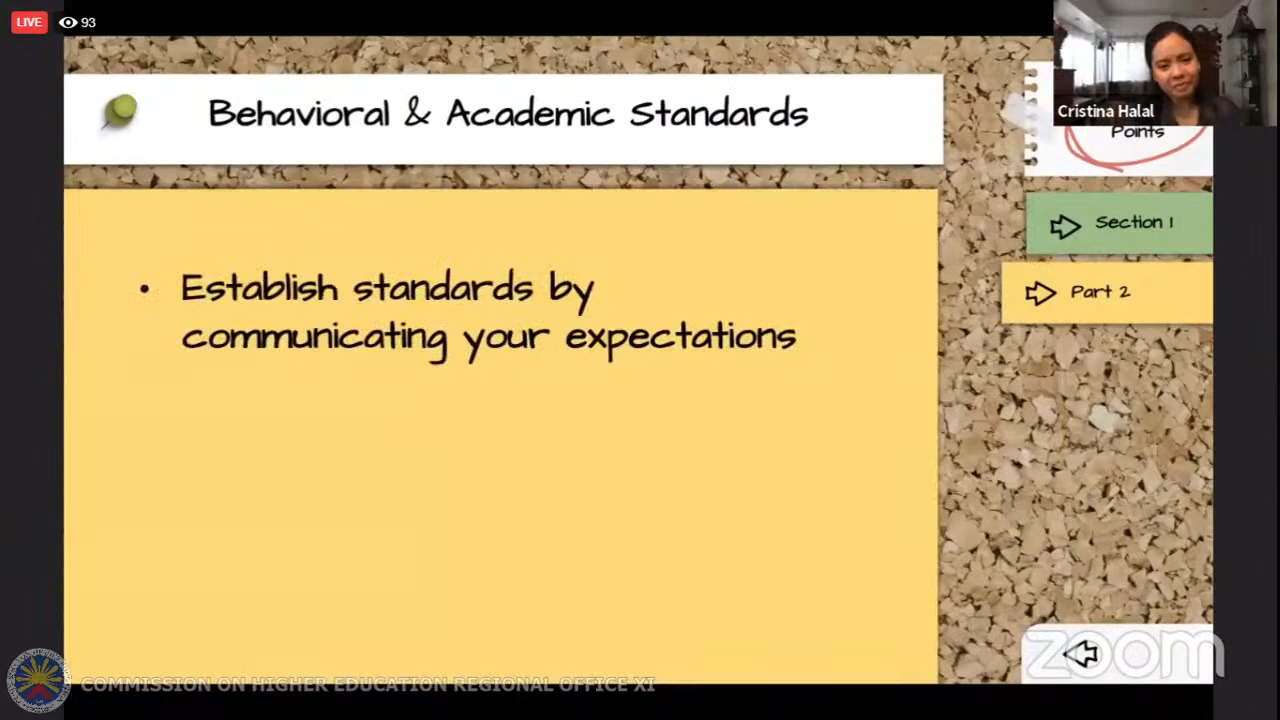 LIVE 93
Cristina Halal
Behavioral & Academic Standards
Points
Section 1
Part 2
• Establish standards by
communicating your expectations
zoom
COMMISSION ON HIGHER EDUCATION REGIONAL OFFICE XI